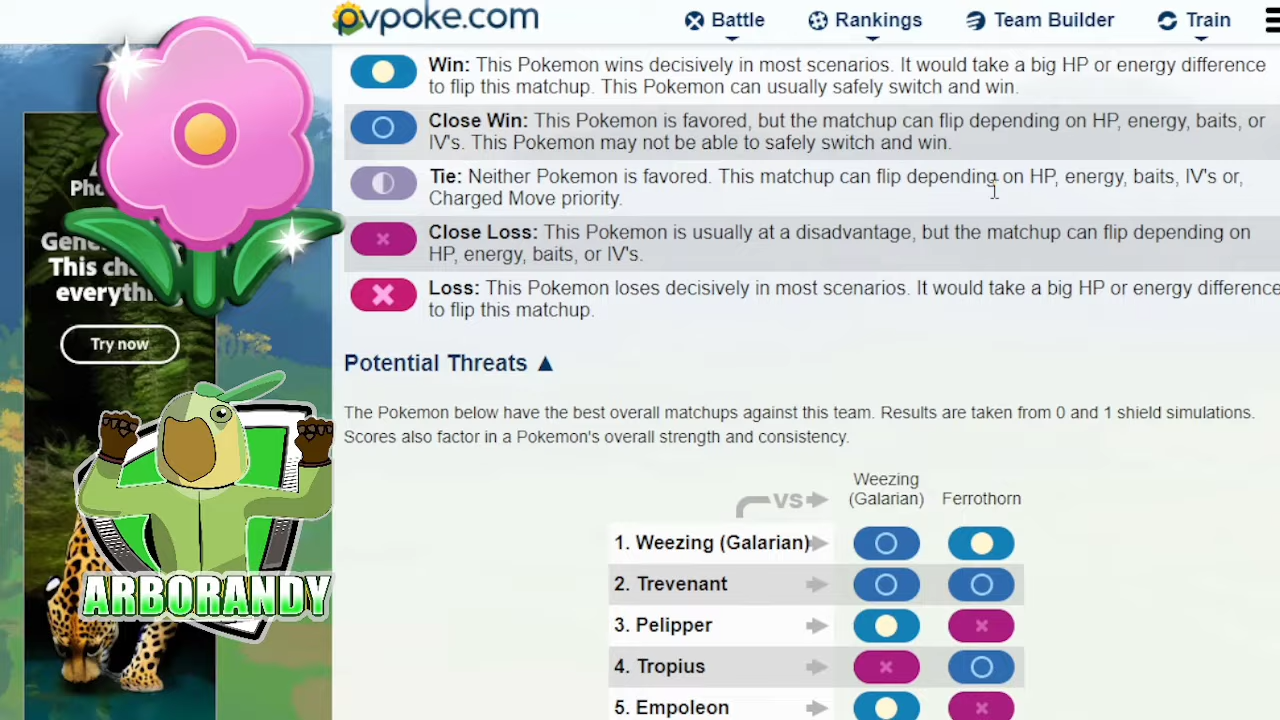 pvpoke.com
Battle
Rankings
Team Builder
Train
Win: This Pokemon wins decisively in most scenarios. It would take a big HP or energy difference
to flip this matchup. This Pokemon can usually safely switch and win.
Close Win: This Pokemon is favored, but the matchup can flip depending on HP, energy, baits, or
IV's. This Pokemon may not be able to safely switch and win.
Tie: Neither Pokemon is favored. This matchup can flip depending on HP, energy, baits, IV's or,
Charged Move priority.
Close Loss: This Pokemon is usually at a disadvantage, but the matchup can flip depending on
HP, energy, baits, or IV's.
Loss: This Pokemon loses decisively in most scenarios. It would take a big HP or energy difference
to flip this matchup.
This
Try now
ARBORANDY
Potential Threats ▲
The Pokemon below have the best overall matchups against this team. Results are taken from 0 and 1 shield simulations.
Scores also factor in a Pokemon's overall strength and consistency.
VS
Weezing
(Galarian)
Ferrothorn
1. Weezing (Galarian)
2. Trevenant
3. Pelipper
4. Tropius
5. Empoleon